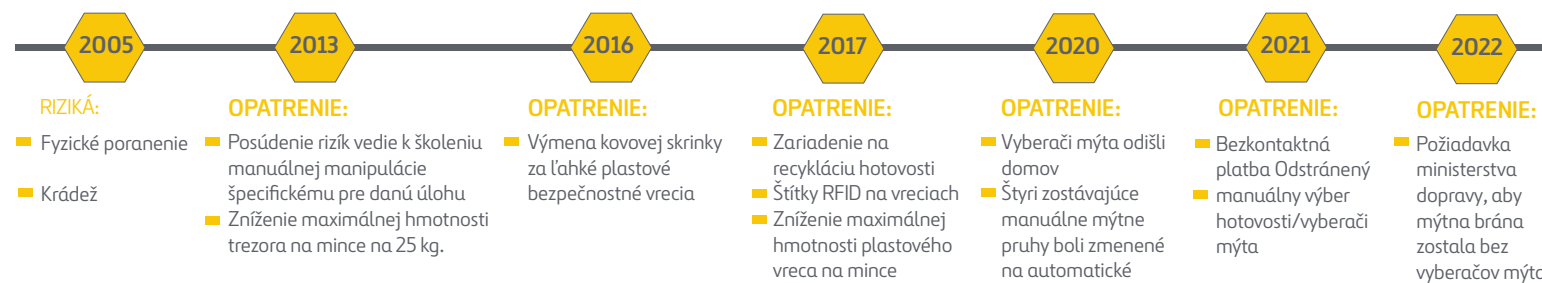 2005
RIZIKÁ:
Fyzické poranenie
Krádež
2013
OPATRENIE:
Posúdenie rizík vedie k školeniu
manuálnej manipulácie
špecifickému pre danú úlohu
Zníženie maximálnej hmotnosti
trezora na mince na 25 kg.
2016
OPATRENIE:
Výmena kovovej skrinky
za ľahké plastové
bezpečnostné vrecia
2017
OPATRENIE:
Zariadenie na
recykláciu hotovosti
Štítky RFID na vreciach
Zníženie maximálnej
hmotnosti plastového
vreca na mince
2020
OPATRENIE:
Vyberači mýta odišli
domov
Štyri zostávajúce
manuálne mýtne
pruhy boli zmenené
na automatické
2021
OPATRENIE:
Bezkontaktná
platba Odstránený
manuálny výber
hotovosti/vyberači
mýta
2022
OPATRENIE:
Požiadavka
ministerstva
dopravy, aby
mýtna brána
zostala bez
vyberačov mýta